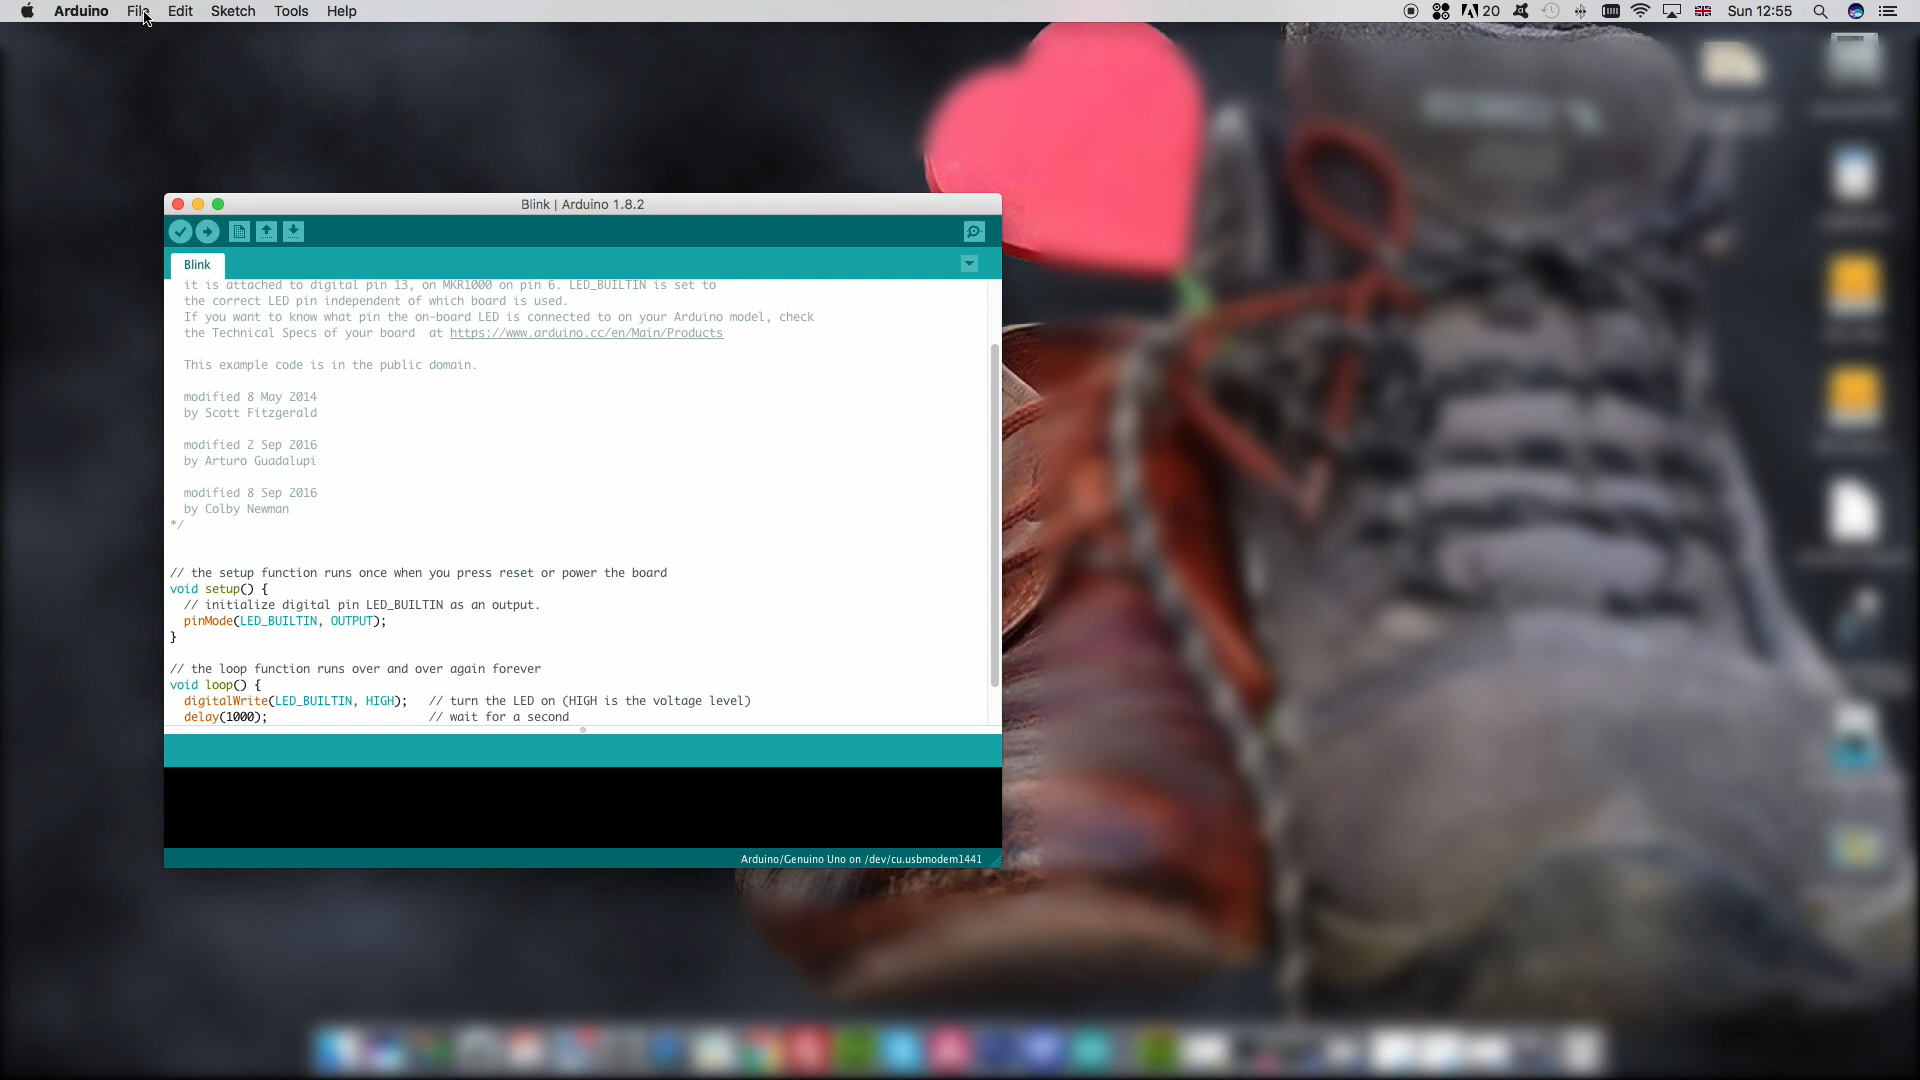 Arduino File Edit Sketch Tools Help 20 Sun 12:55
Blink | Arduino 1.8.2
Blink
it is attached to digital pin 13, on MKR1000 on pin 6. LED_BUILTIN is set to
the correct LED pin independent of which board is used.
If you want to know what pin the on-board LED is connected to on your Arduino model, check
the Technical Specs of your board  at https://www.arduino.cc/en/Main/Products
This example code is in the public domain.
modified 8 May 2014
by Scott Fitzgerald
modified 2 Sep 2016
by Arturo Guadalupi
modified 8 Sep 2016
by Colby Newman
*/
// the setup function runs once when you press reset or power the board
void setup() {
// initialize digital pin LED_BUILTIN as an output.
pinMode(LED_BUILTIN, OUTPUT);
}
// the loop function runs over and over again forever
void loop() {
digitalWrite(LED_BUILTIN, HIGH);   // turn the LED on (HIGH is the voltage level)
delay(1000);                       // wait for a second
Arduino/Genuino Uno on /dev/cu.usbmodem1441